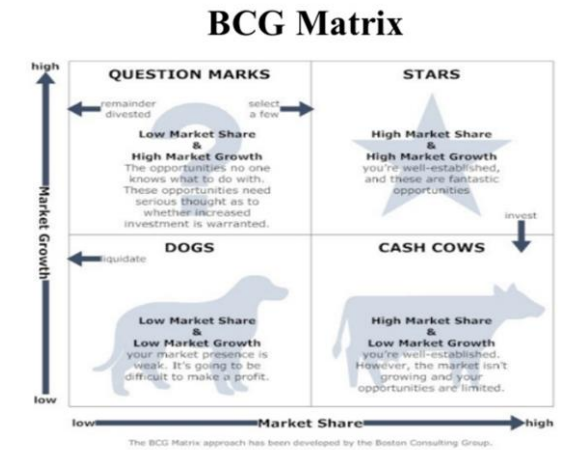 BCG Matrix
high
QUESTION MARKS
remainder
divested
select
a few
Low Market Share
&
High Market Growth
The opportunities no one
knows what to do with.
These opportunities need
serious thought as to
whether increased
investment is warranted.
STARS
High Market Share
&
High Market Growth
you're well-established,
and these are fantastic
opportunities
invest
Market Growth
DOGS
liquidate
Low Market Share
&
Low Market Growth
your market presence is
weak. It's going to be
difficult to make a profit.
CASH COWS
High Market Share
&
Low Market Growth
you're well-established.
However, the market isn't
growing and your
opportunities are limited.
low
low
Market Share
high
The BCG Matrix approach has been developed by the Boston Consulting Group.